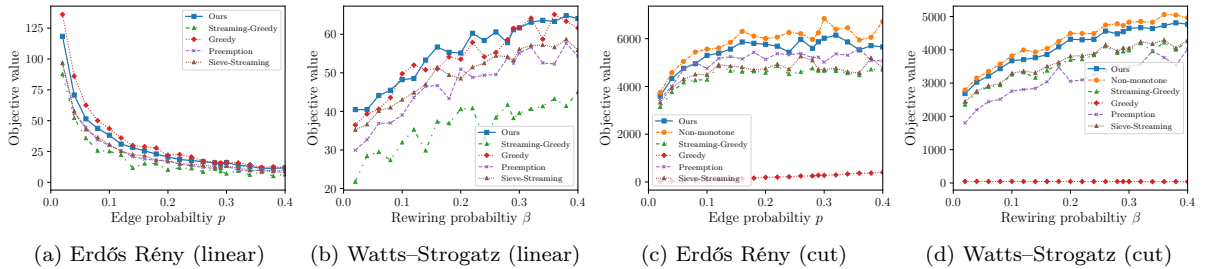 Objective value
125
100
75
50
25
0
Ours
Streaming-Greedy
Greedy
Preemption
Sieve-Streaming
0.0 0.1 0.2 0.3 0.4
Edge probabiltiy p
(a) Erdős Rény (linear)
Objective value
60
50
40
30
20
Ours
Streaming-Greedy
Greedy
Preemption
Sieve-Streaming
0.0 0.1 0.2 0.3 0.4
Rewiring probabiltiy β
(b) Watts–Strogatz (linear)
Objective value
6000
4000
2000
0
Ours
Non-monotone
Streaming-Greedy
Greedy
Preemption
Sieve-Streaming
0.0 0.1 0.2 0.3 0.4
Edge probabiltiy p
(c) Erdős Rény (cut)
Objective value
5000
4000
3000
2000
1000
0
Ours
Non-monotone
Streaming-Greedy
Greedy
Preemption
Sieve-Streaming
0.0 0.1 0.2 0.3 0.4
Rewiring probabiltiy β
(d) Watts–Strogatz (cut)